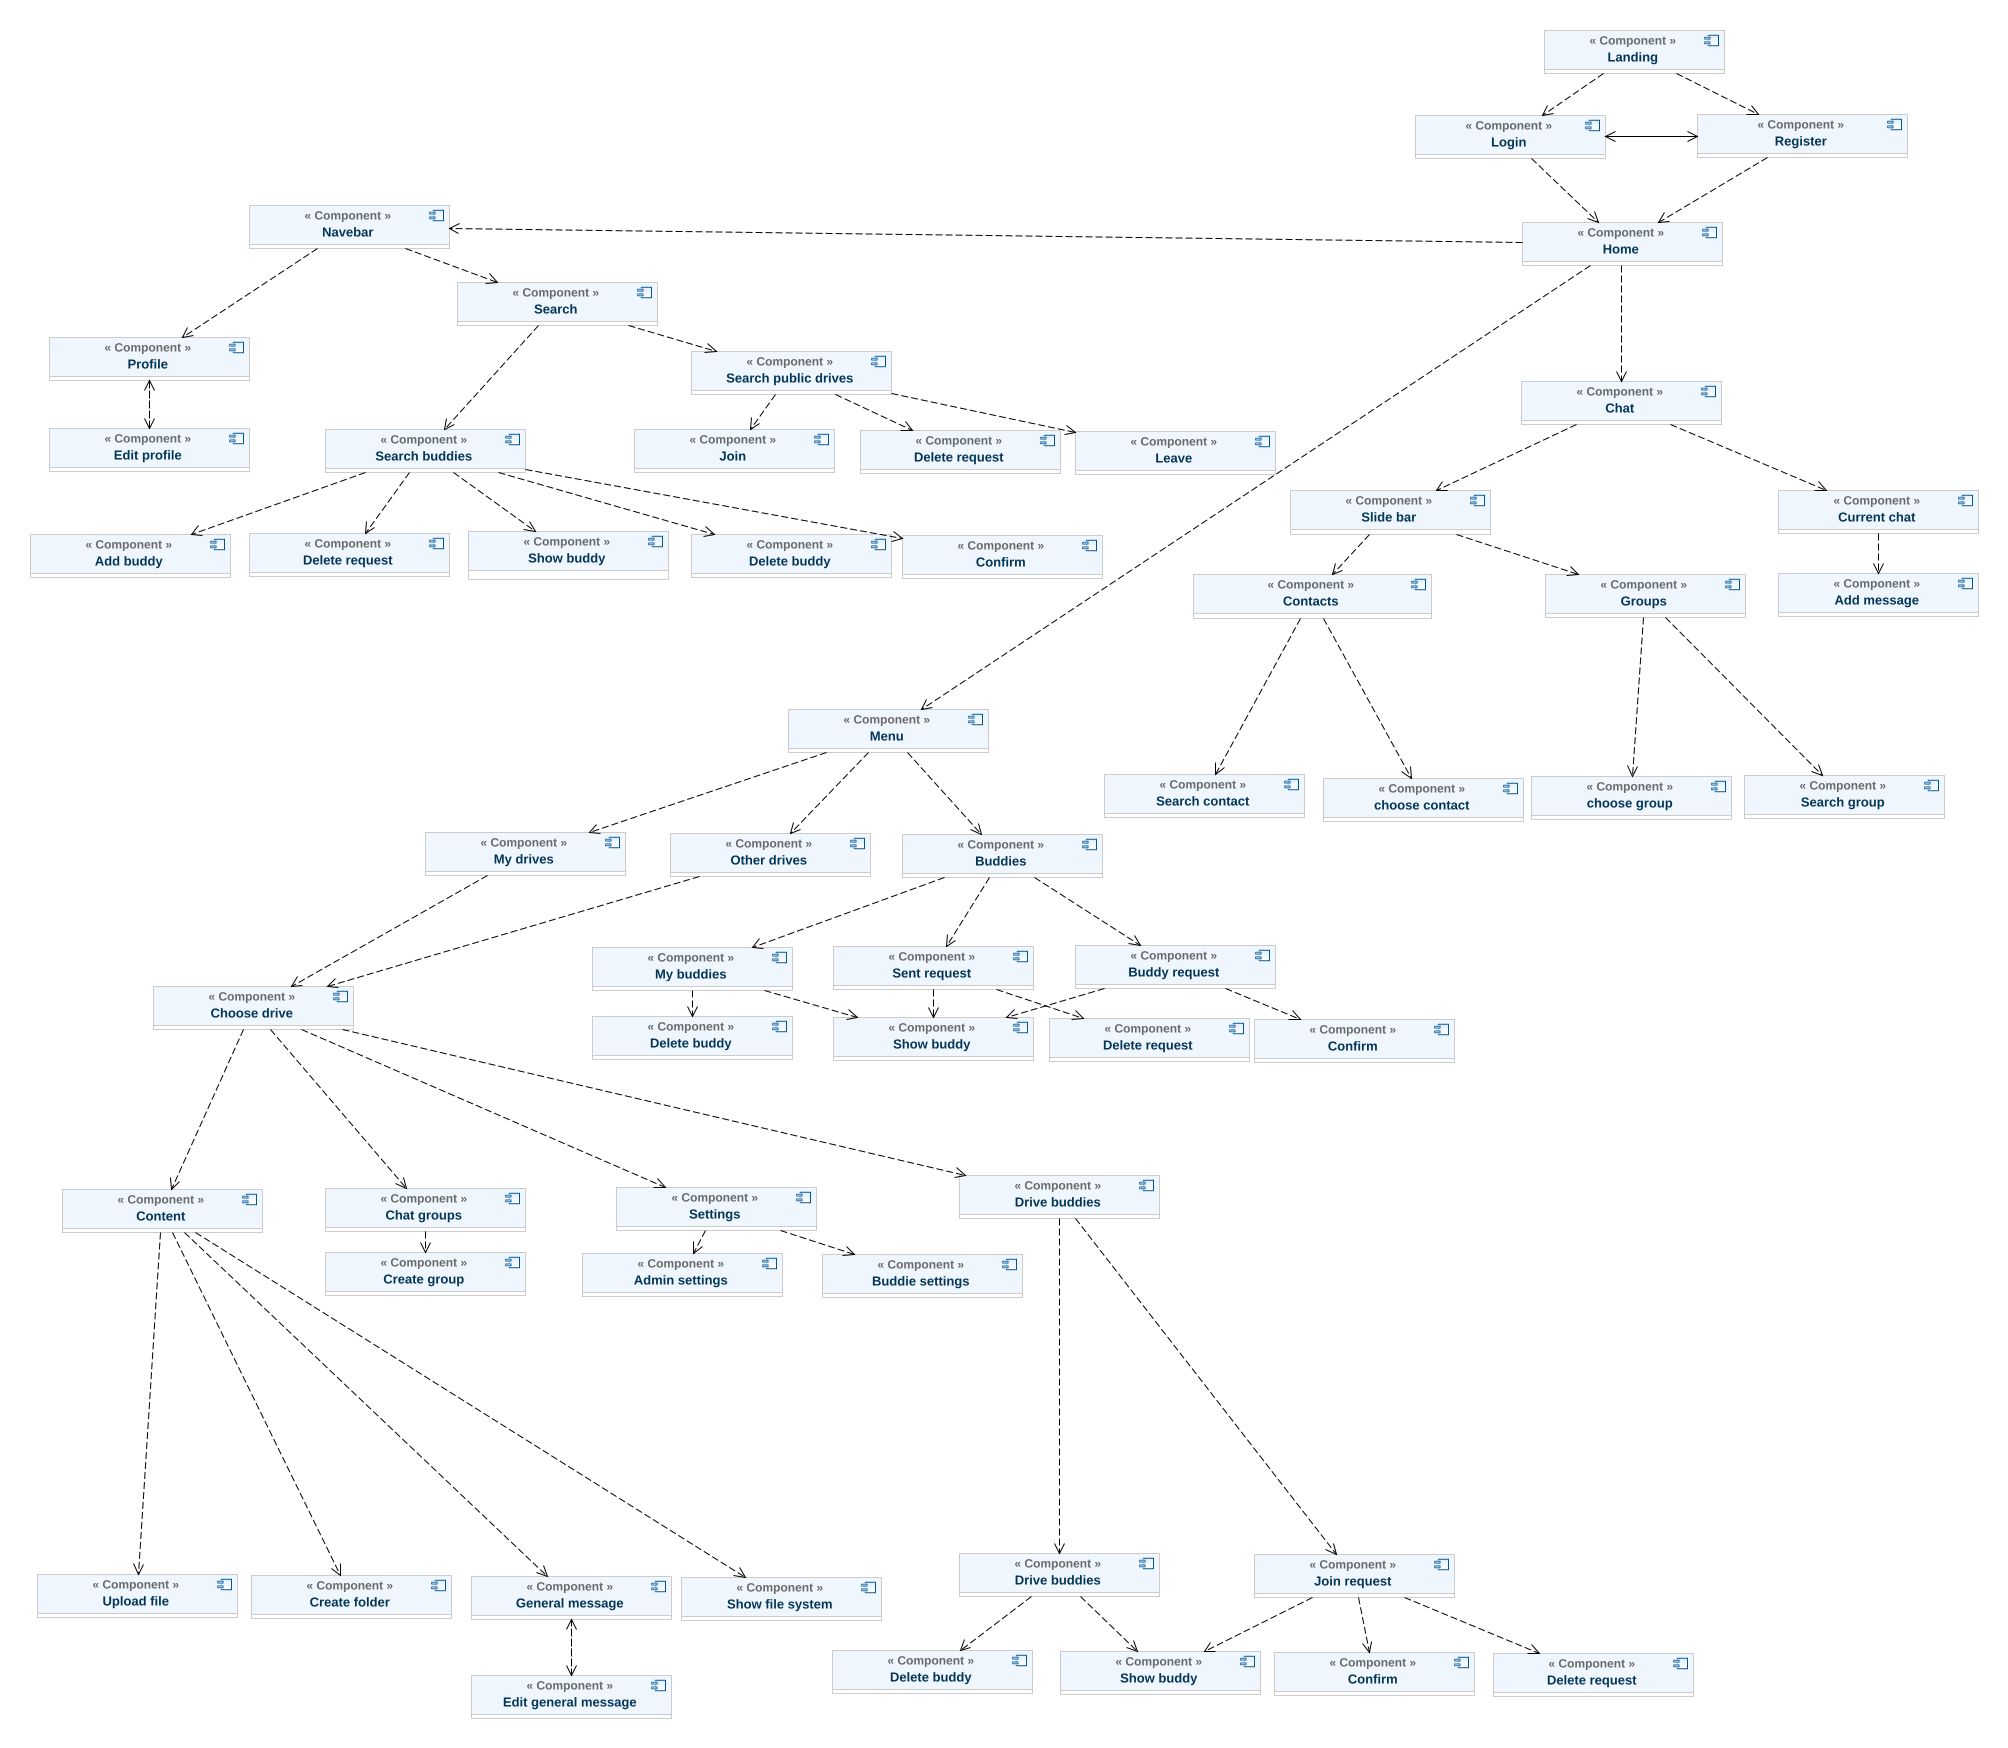 « Component »
Landing
« Component »
Login
« Component »
Register
« Component »
Navebar
« Component »
Home
« Component »
Search
« Component »
Profile
« Component »
Search public drives
« Component »
Chat
« Component »
Edit profile
« Component »
Search buddies
« Component »
Join
« Component »
Delete request
« Component »
Leave
« Component »
Slide bar
« Component »
Current chat
« Component »
Add buddy
« Component »
Delete request
« Component »
Show buddy
« Component »
Delete buddy
« Component »
Confirm
« Component »
Contacts
« Component »
Groups
« Component »
Add message
« Component »
Menu
« Component »
Search contact
« Component »
choose contact
« Component »
choose group
« Component »
Search group
« Component »
My drives
« Component »
Other drives
« Component »
Buddies
« Component »
My buddies
« Component »
Sent request
« Component »
Buddy request
« Component »
Choose drive
« Component »
Delete buddy
« Component »
Show buddy
« Component »
Delete request
« Component »
Confirm
« Component »
Content
« Component »
Chat groups
« Component »
Settings
« Component »
Drive buddies
« Component »
Create group
« Component »
Admin settings
« Component »
Buddie settings
« Component »
Upload file
« Component »
Create folder
« Component »
General message
« Component »
Show file system
« Component »
Drive buddies
« Component »
Join request
« Component »
Edit general message
« Component »
Delete buddy
« Component »
Show buddy
« Component »
Confirm
« Component »
Delete request